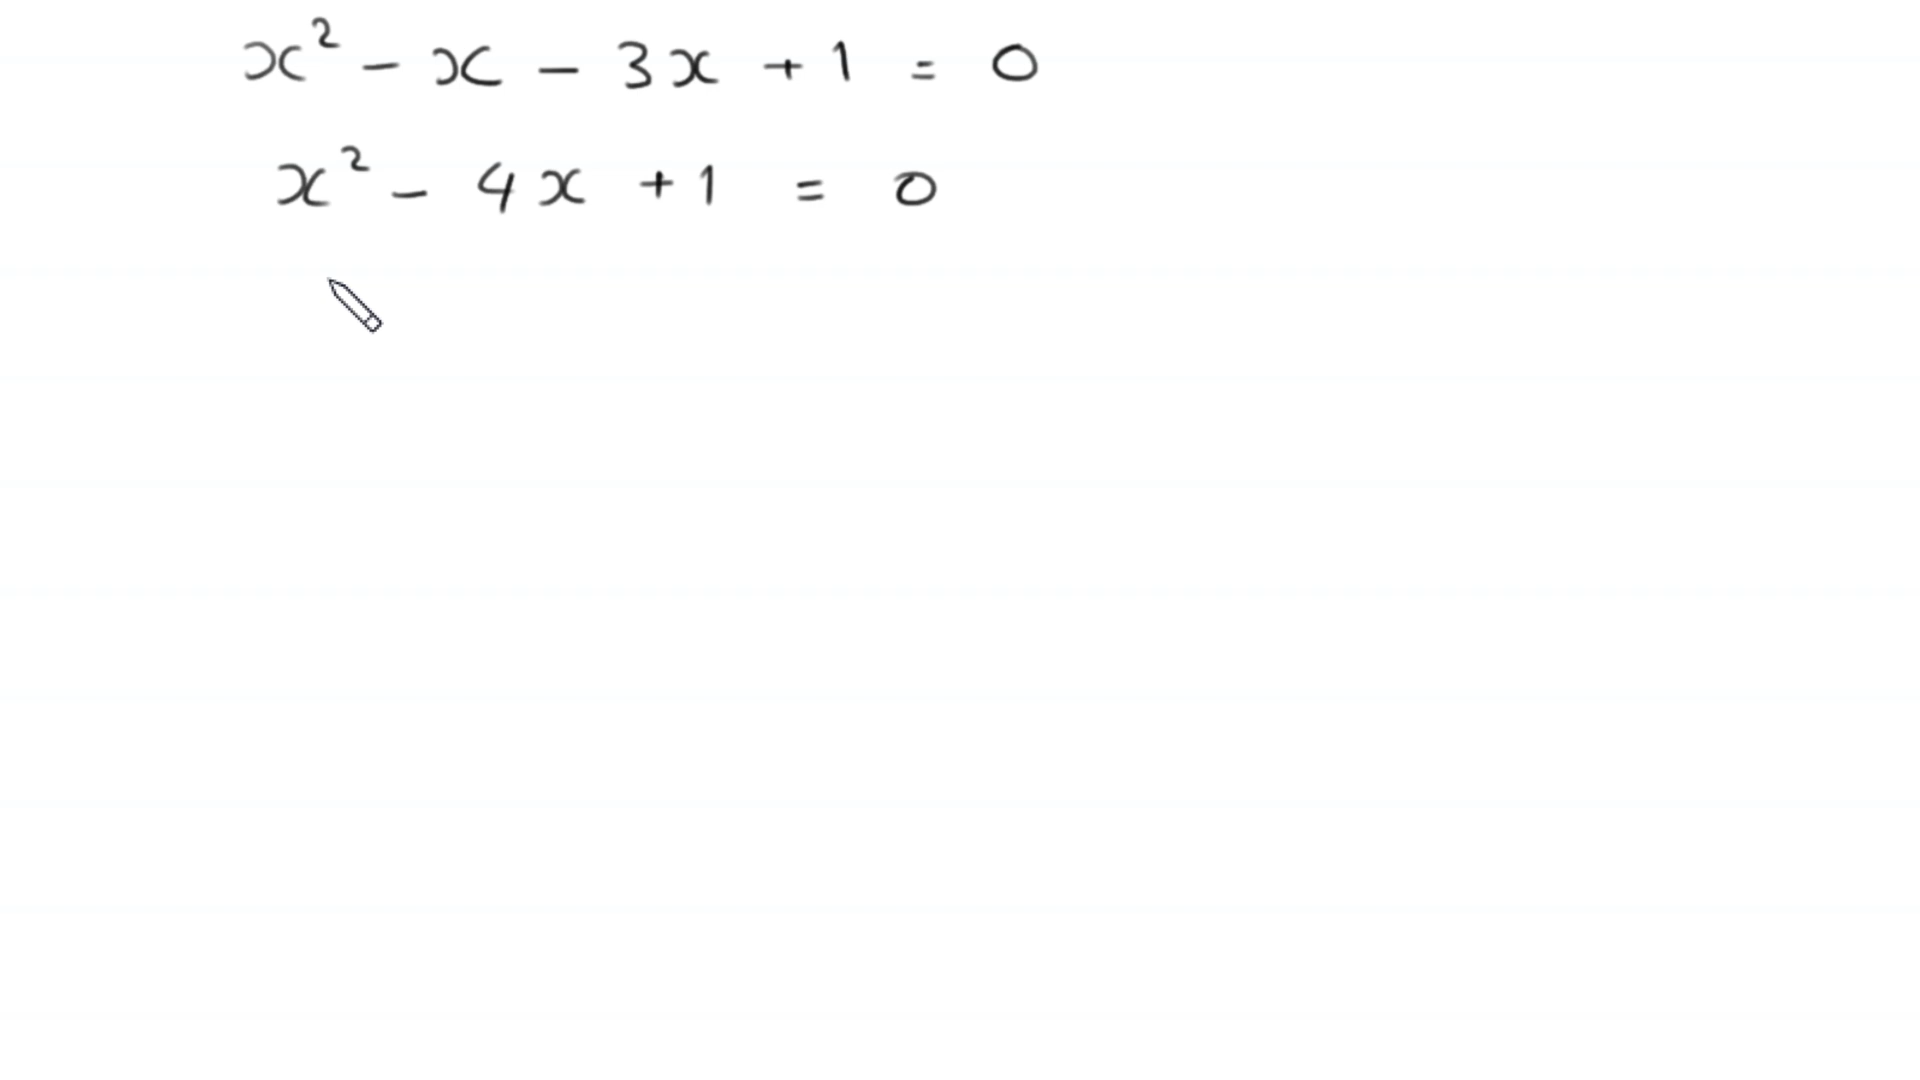 x² - x - 3x + 1 = 0
x² - 4x + 1 = 0